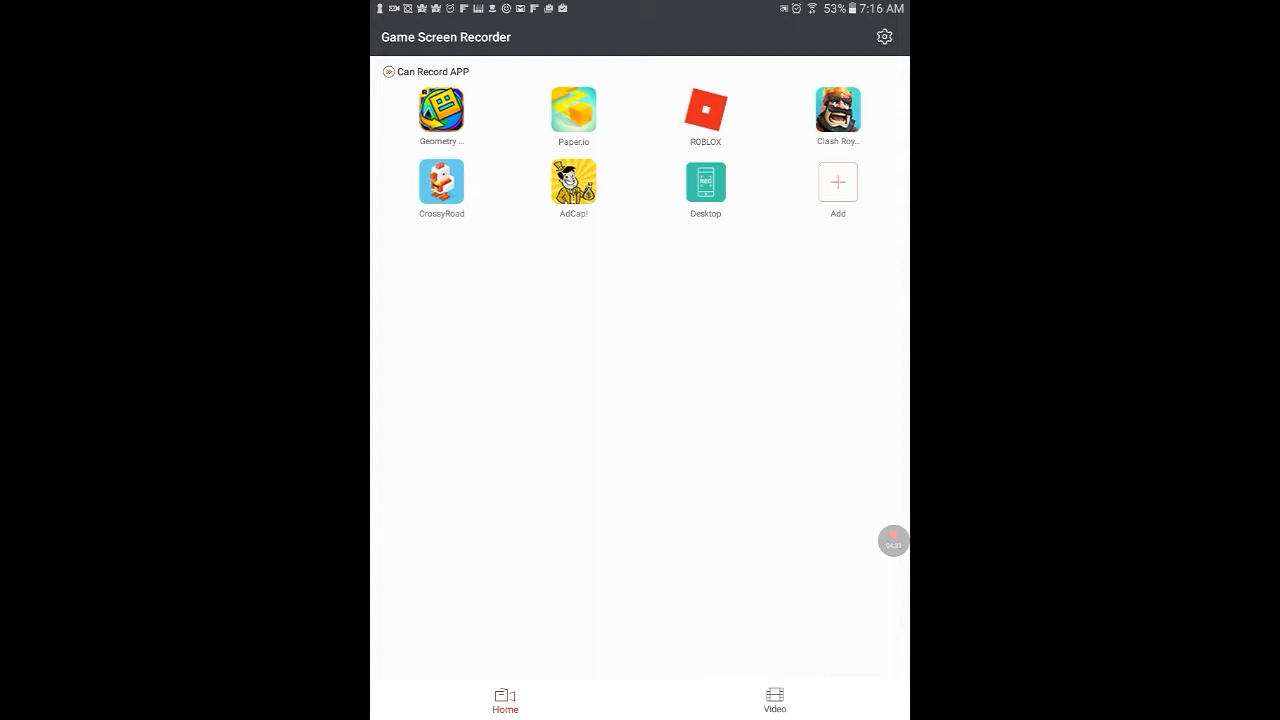 53% 7:16 AM
Game Screen Recorder
Can Record APP
Geometry ...
Paper.io
ROBLOX
Clash Roy...
REC
CrossyRoad
AdCap!
Desktop
Add
Home
Video